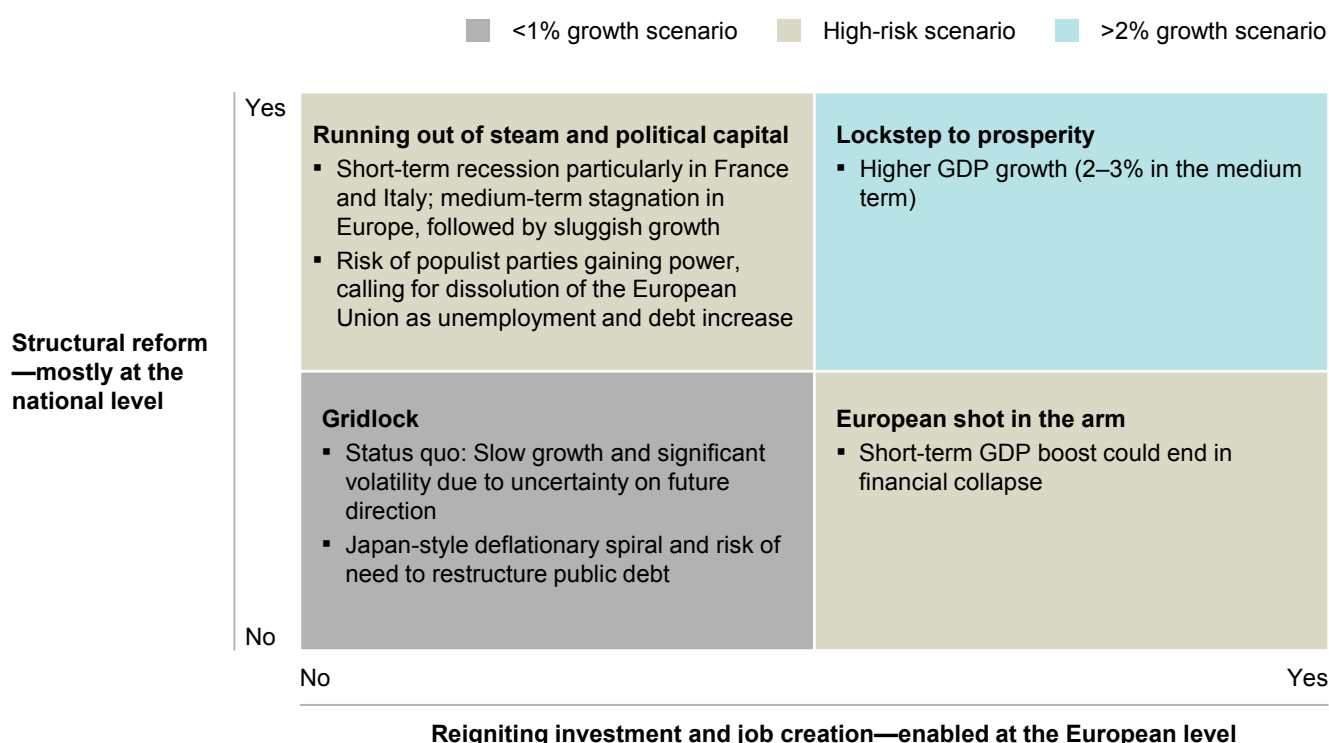 <1% growth scenario High-risk scenario >2% growth scenario
Yes
Running out of steam and political capital
▪ Short-term recession particularly in France
and Italy; medium-term stagnation in
Europe, followed by sluggish growth
▪ Risk of populist parties gaining power,
calling for dissolution of the European
Union as unemployment and debt increase
Lockstep to prosperity
▪ Higher GDP growth (2–3% in the medium
term)
Structural reform
—mostly at the
national level
Gridlock
▪ Status quo: Slow growth and significant
volatility due to uncertainty on future
direction
▪ Japan-style deflationary spiral and risk of
need to restructure public debt
European shot in the arm
▪ Short-term GDP boost could end in
financial collapse
No
No Yes
Reigniting investment and job creation—enabled at the European level